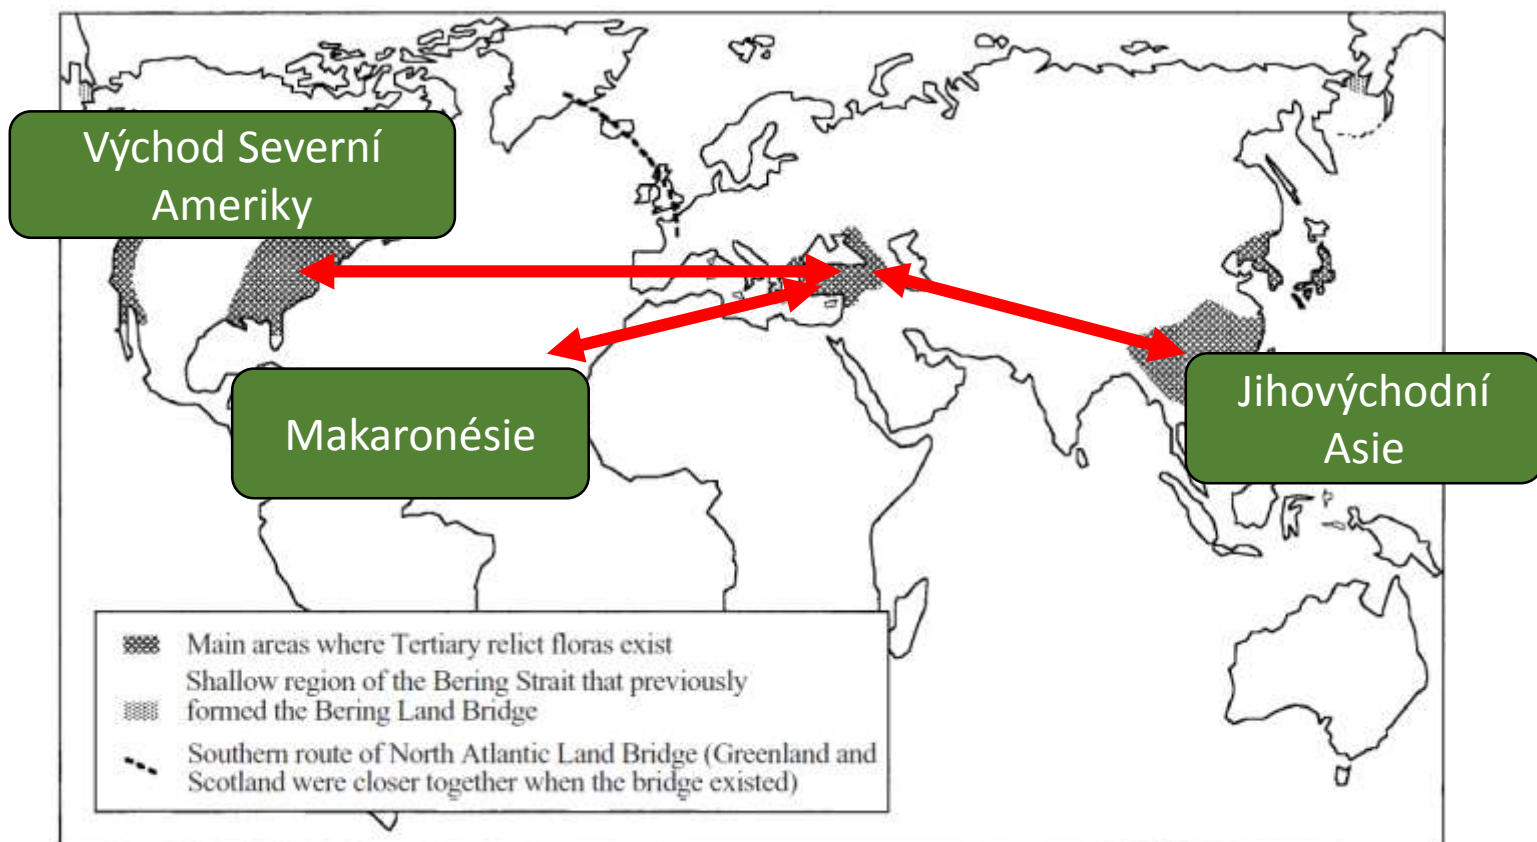 Východ Severní
Ameriky
Makaronésie
Jihovýchodní
Asie
Main areas where Tertiary relict floras exist
Shallow region of the Bering Strait that previously
formed the Bering Land Bridge
Southern route of North Atlantic Land Bridge (Greenland and
Scotland were closer together when the bridge existed)